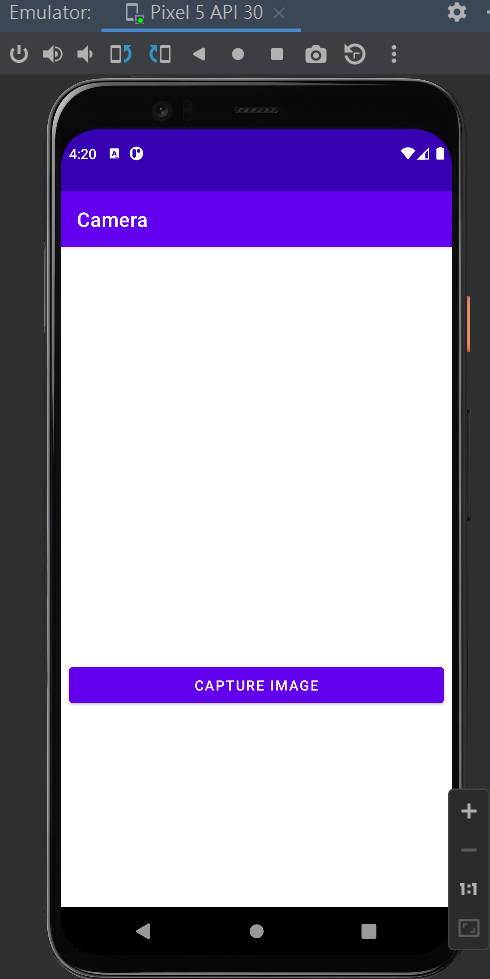 Emulator: Pixel 5 API 30
4:20
Camera
CAPTURE IMAGE
1:1